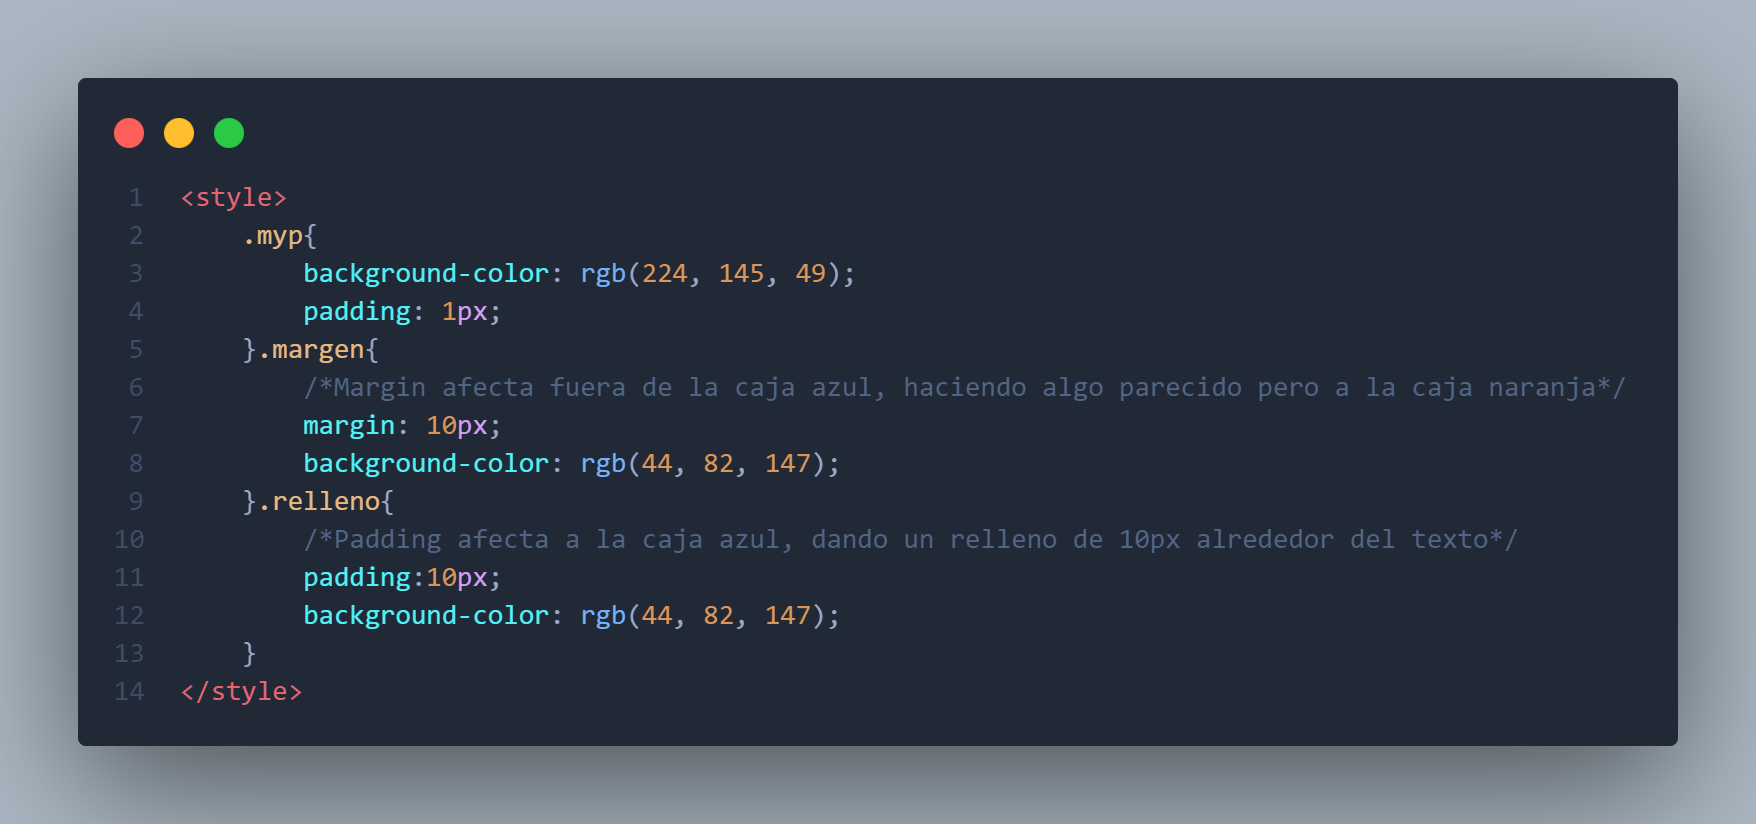 1 <style>
2 .myp{
3 background-color: rgb(224, 145, 49);
4 padding: 1px;
5 }.margen{
6 /*Margin afecta fuera de la caja azul, haciendo algo parecido pero a la caja naranja*/
7 margin: 10px;
8 background-color: rgb(44, 82, 147);
9 }.relleno{
10 /*Padding afecta a la caja azul, dando un relleno de 10px alrededor del texto*/
11 padding:10px;
12 background-color: rgb(44, 82, 147);
13 }
14 </style>